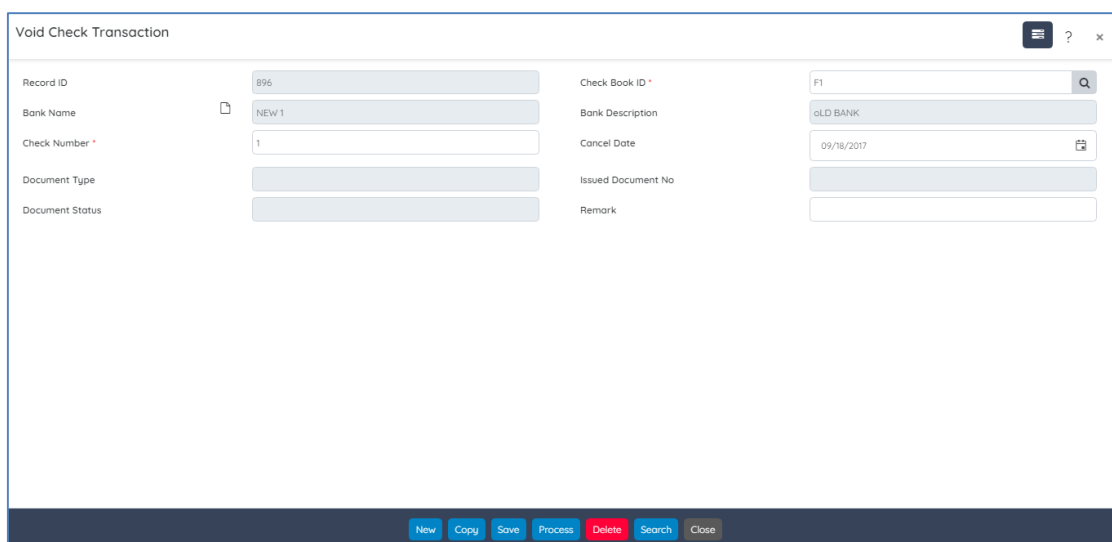 Void Check Transaction ? ×
Record ID 896 Check Book ID * F1
Bank Name NEW 1 Bank Description oLD BANK
Check Number * 1 Cancel Date 09/18/2017
Document Type Issued Document No
Document Status Remark
New Copy Save Process Delete Search Close